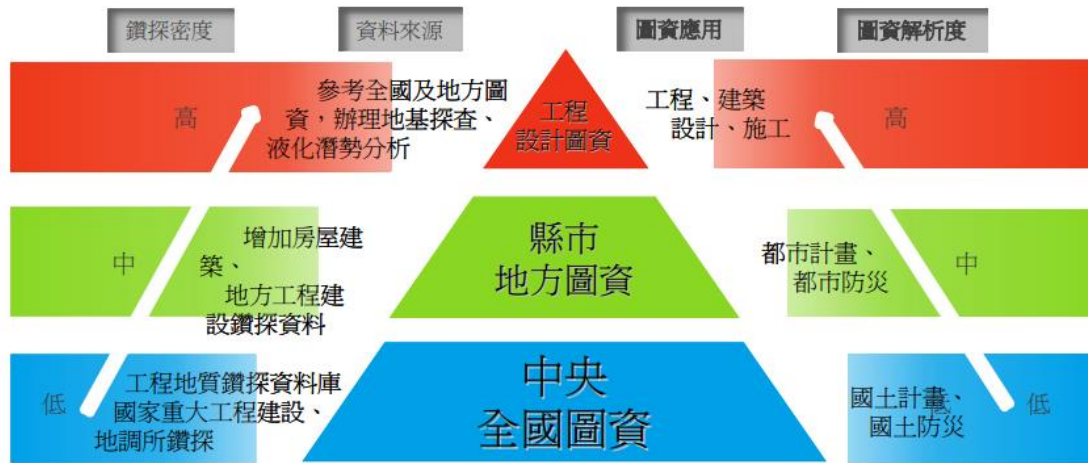 鑽探密度 資料來源 圖資應用 圖資解析度
高
參考全國及地方圖
資，辦理地基探查、
液化潛勢分析
工程
設計圖資
工程、建築
設計、施工
高
中
增加房屋建
築、
地方工程建
設鑽探資料
縣市
地方圖資
都市計畫、
都市防災
中
低
工程地質鑽探資料庫
國家重大工程建設、
地調所鑽探
中央
全國圖資
國土計畫、
國土防災
低
低